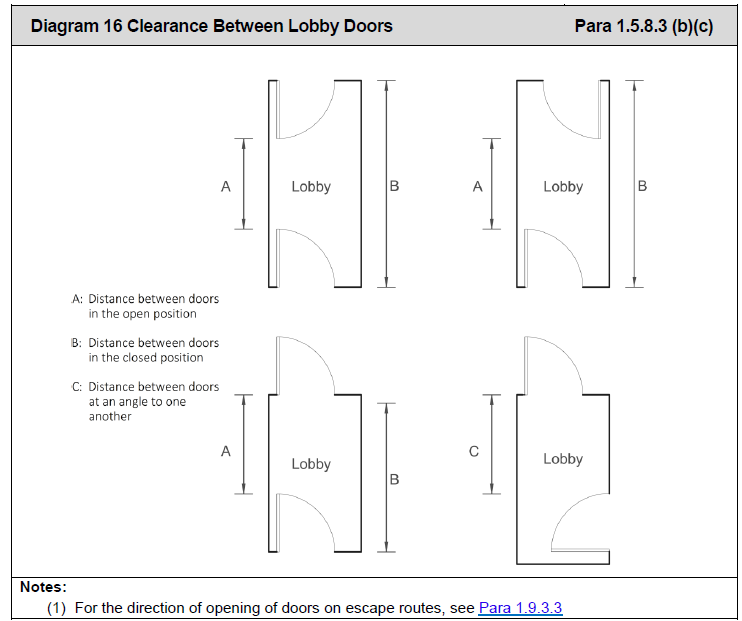 Diagram 16 Clearance Between Lobby Doors Para 1.5.8.3 (b)(c)
A Lobby B
A Lobby B
A: Distance between doors
in the open position
B: Distance between doors
in the closed position
C: Distance between doors
at an angle to one
another
A Lobby B
C Lobby
Notes:
(1) For the direction of opening of doors on escape routes, see Para 1.9.3.3